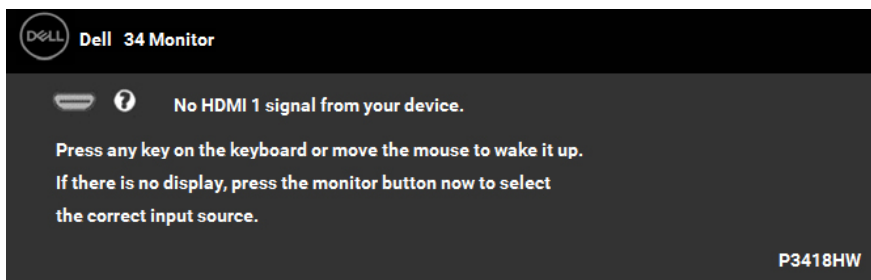 DELL
Dell 34 Monitor
? No HDMI 1 signal from your device.
Press any key on the keyboard or move the mouse to wake it up.
If there is no display, press the monitor button now to select
the correct input source.
P3418HW